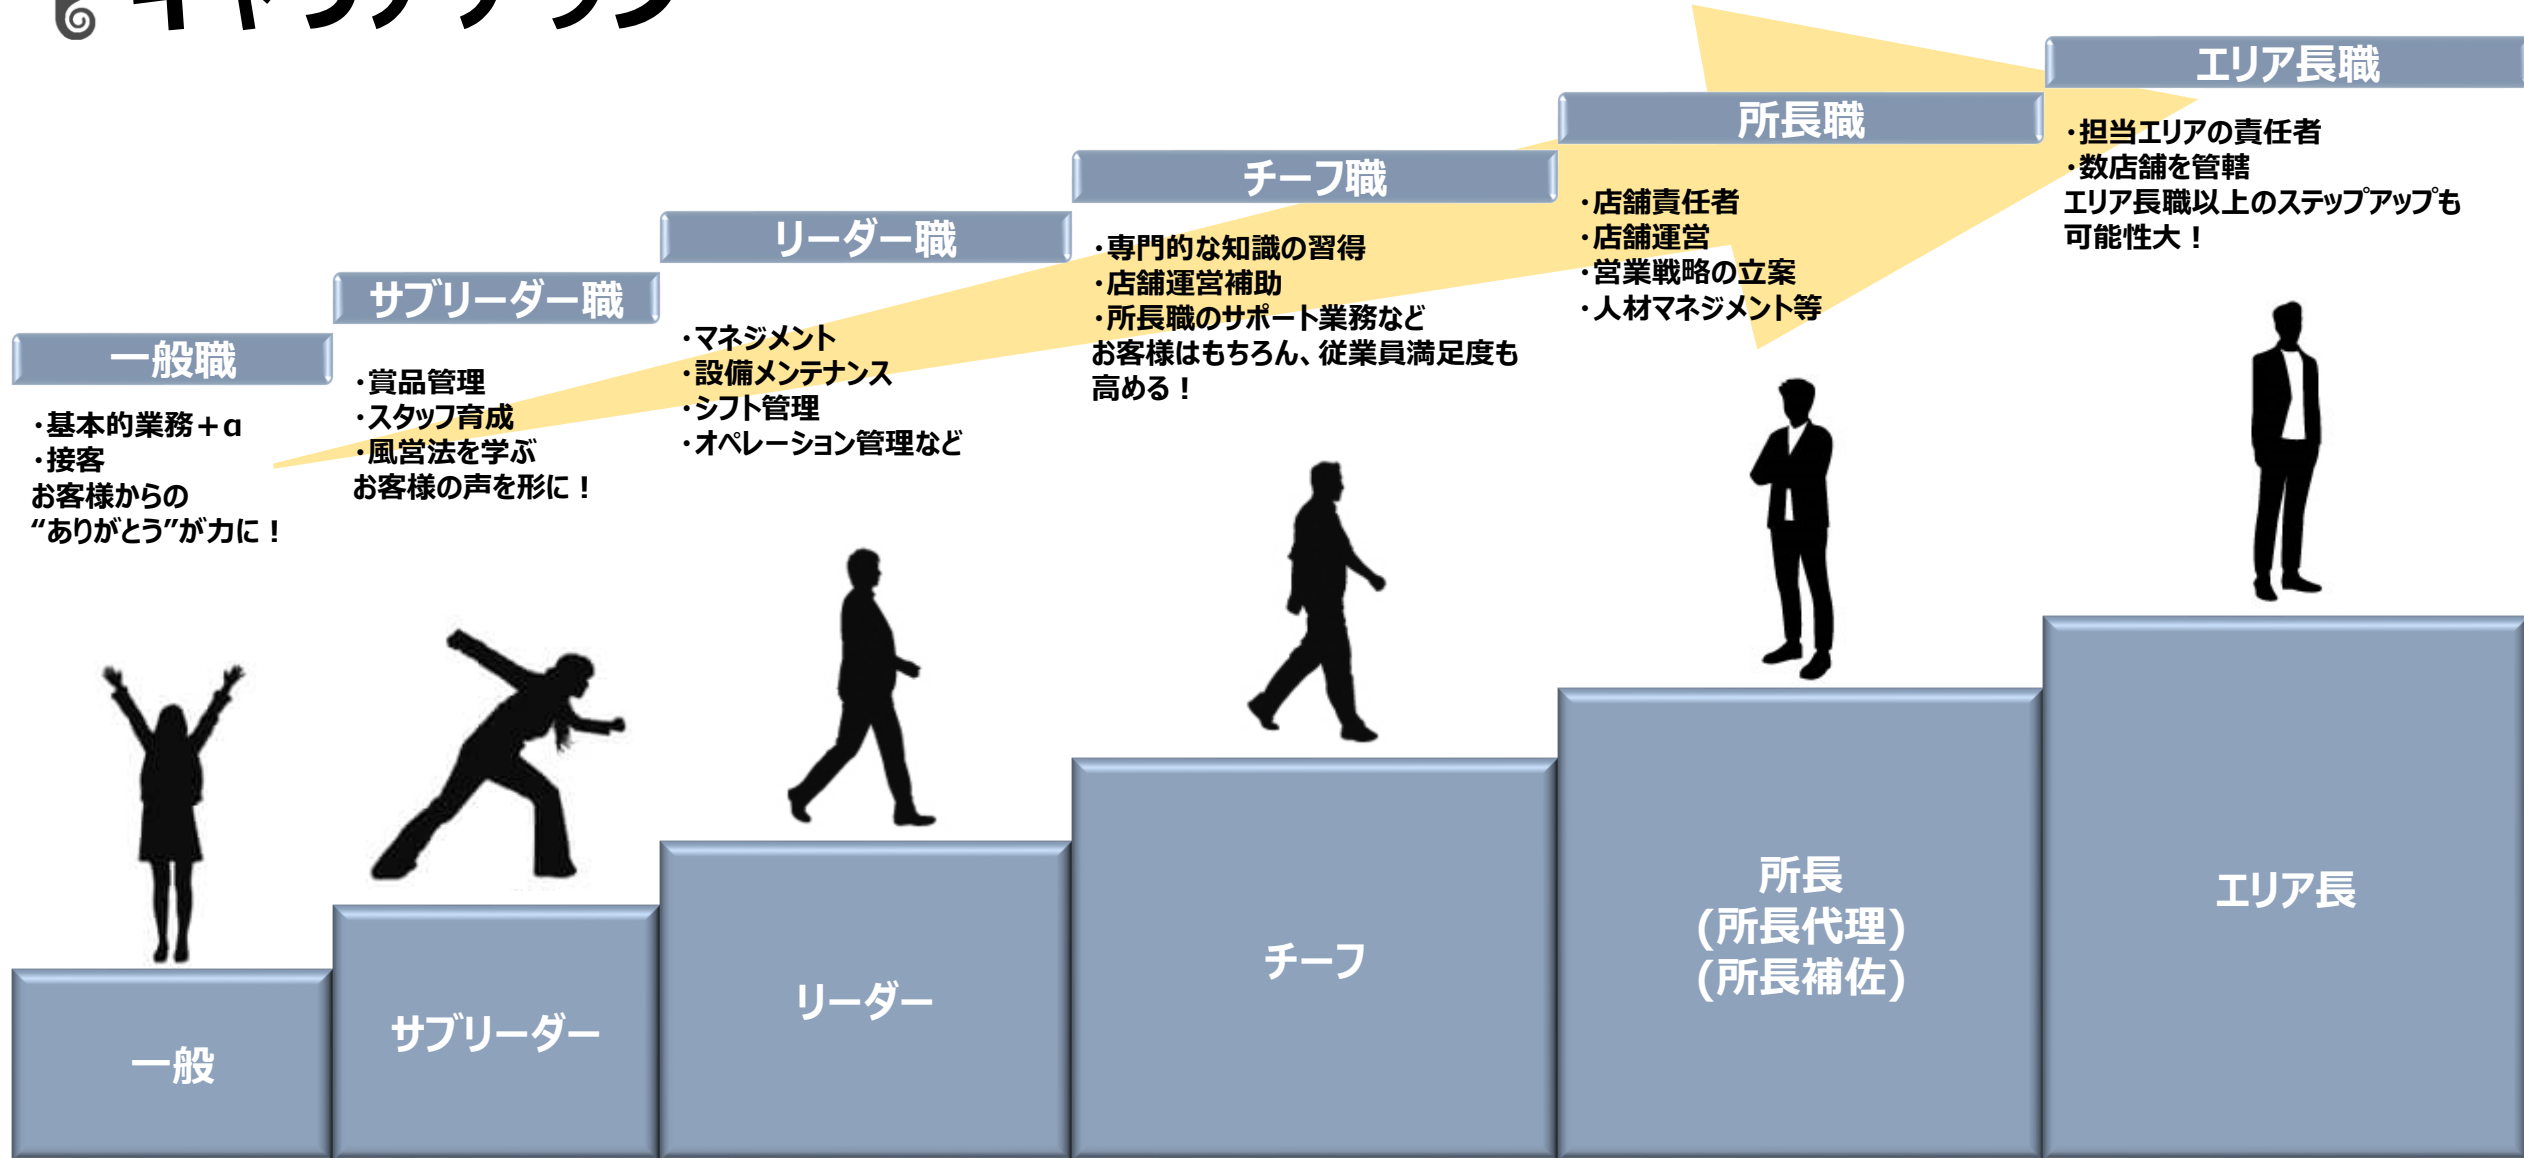 キャリアアップ
エリア長職
・担当エリアの責任者
・数店舗を管轄
エリア長職以上のステップアップも
可能性大！
所長職
・店舗責任者
・店舗運営
・営業戦略の立案
・人材マネジメント等
チーフ職
・専門的な知識の習得
・店舗運営補助
・所長職のサポート業務など
お客様はもちろん、従業員満足度も
高める！
リーダー職
・マネジメント
・設備メンテナンス
・シフト管理
・オペレーション管理など
サブリーダー職
・賞品管理
・スタッフ育成
・風営法を学ぶ
お客様の声を形に！
一般職
・基本的業務＋α
・接客
お客様からの
“ありがとう”が力に！
一般
サブリーダー
リーダー
チーフ
所長
(所長代理)
(所長補佐)
エリア長